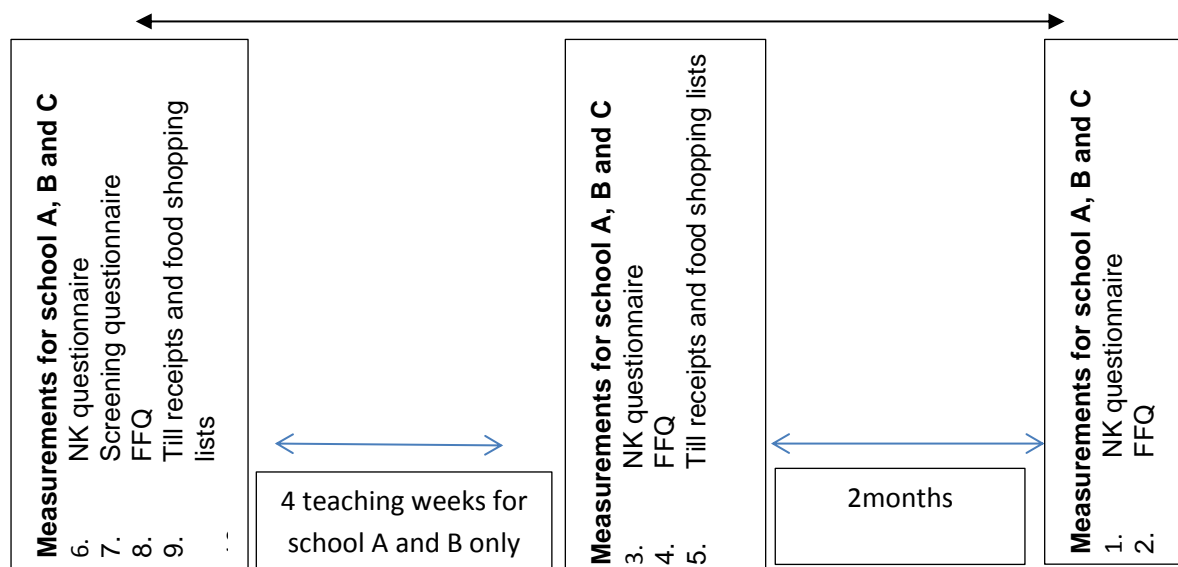 Measurements for school A, B and C
6. NK questionnaire
7. Screening questionnaire
8. FFQ
9. Till receipts and food shopping
lists
4 teaching weeks for
school A and B only
Measurements for school A, B and C
3. NK questionnaire
4. FFQ
5. Till receipts and food shopping lists
2months
Measurements for school A, B and C
1. NK questionnaire
2. FFQ